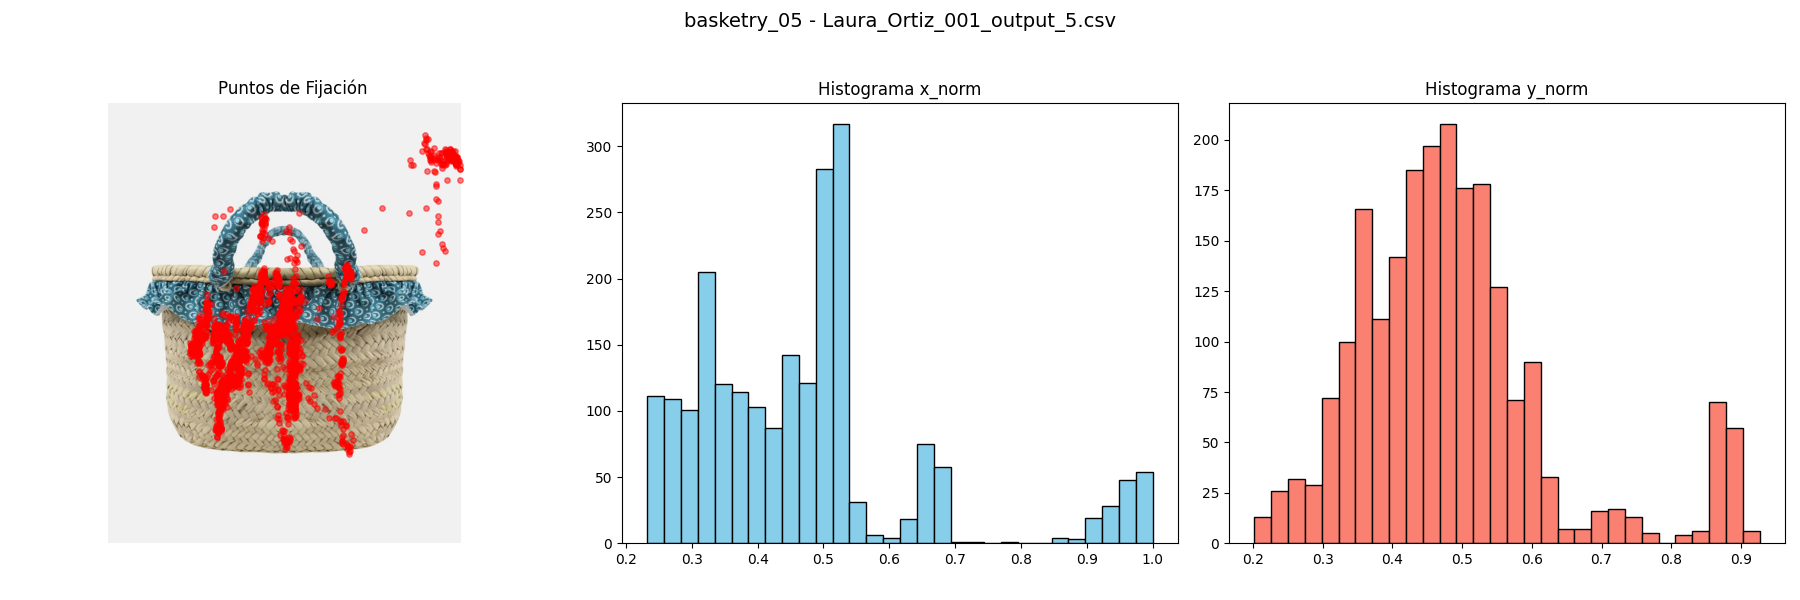 basketry_05 - Laura_Ortiz_001_output_5.csv
Puntos de Fijación
Histograma x_norm
300
250
200
150
100
50
0
0.2 0.3 0.4 0.5 0.6 0.7 0.8 0.9 1.0
Histograma y_norm
200
175
150
125
100
75
50
25
0
0.2 0.3 0.4 0.5 0.6 0.7 0.8 0.9